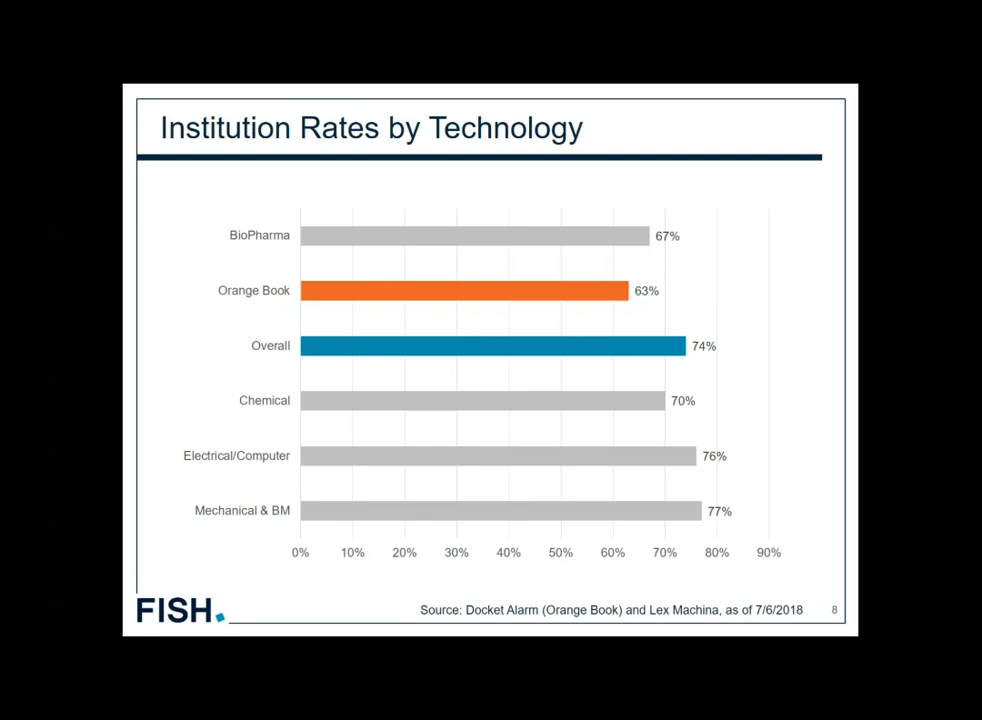 Institution Rates by Technology
BioPharma 67%
Orange Book 63%
Overall 74%
Chemical 70%
Electrical/Computer 76%
Mechanical & BM 77%
0% 10% 20% 30% 40% 50% 60% 70% 80% 90%
FISH.
Source: Docket Alarm (Orange Book) and Lex Machina, as of 7/6/2018 8